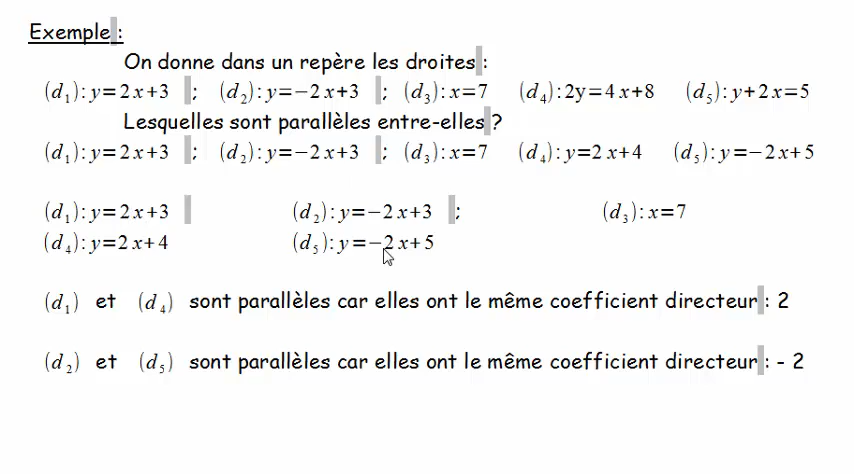 Exemple :
On donne dans un repère les droites :
(d₁): y=2x+3 ; (d₂): y=−2x+3 ; (d₃): x=7 (d₄): 2y=4x+8 (d₅): y+2x=5
Lesquelles sont parallèles entre-elles ?
(d₁): y=2x+3 ; (d₂): y=−2x+3 ; (d₃): x=7 (d₄): y=2x+4 (d₅): y=−2x+5
(d₁): y=2x+3 (d₂): y=−2x+3 ; (d₃): x=7
(d₄): y=2x+4 (d₅): y=−2x+5
(d₁) et (d₄) sont parallèles car elles ont le même coefficient directeur : 2
(d₂) et (d₅) sont parallèles car elles ont le même coefficient directeur : - 2